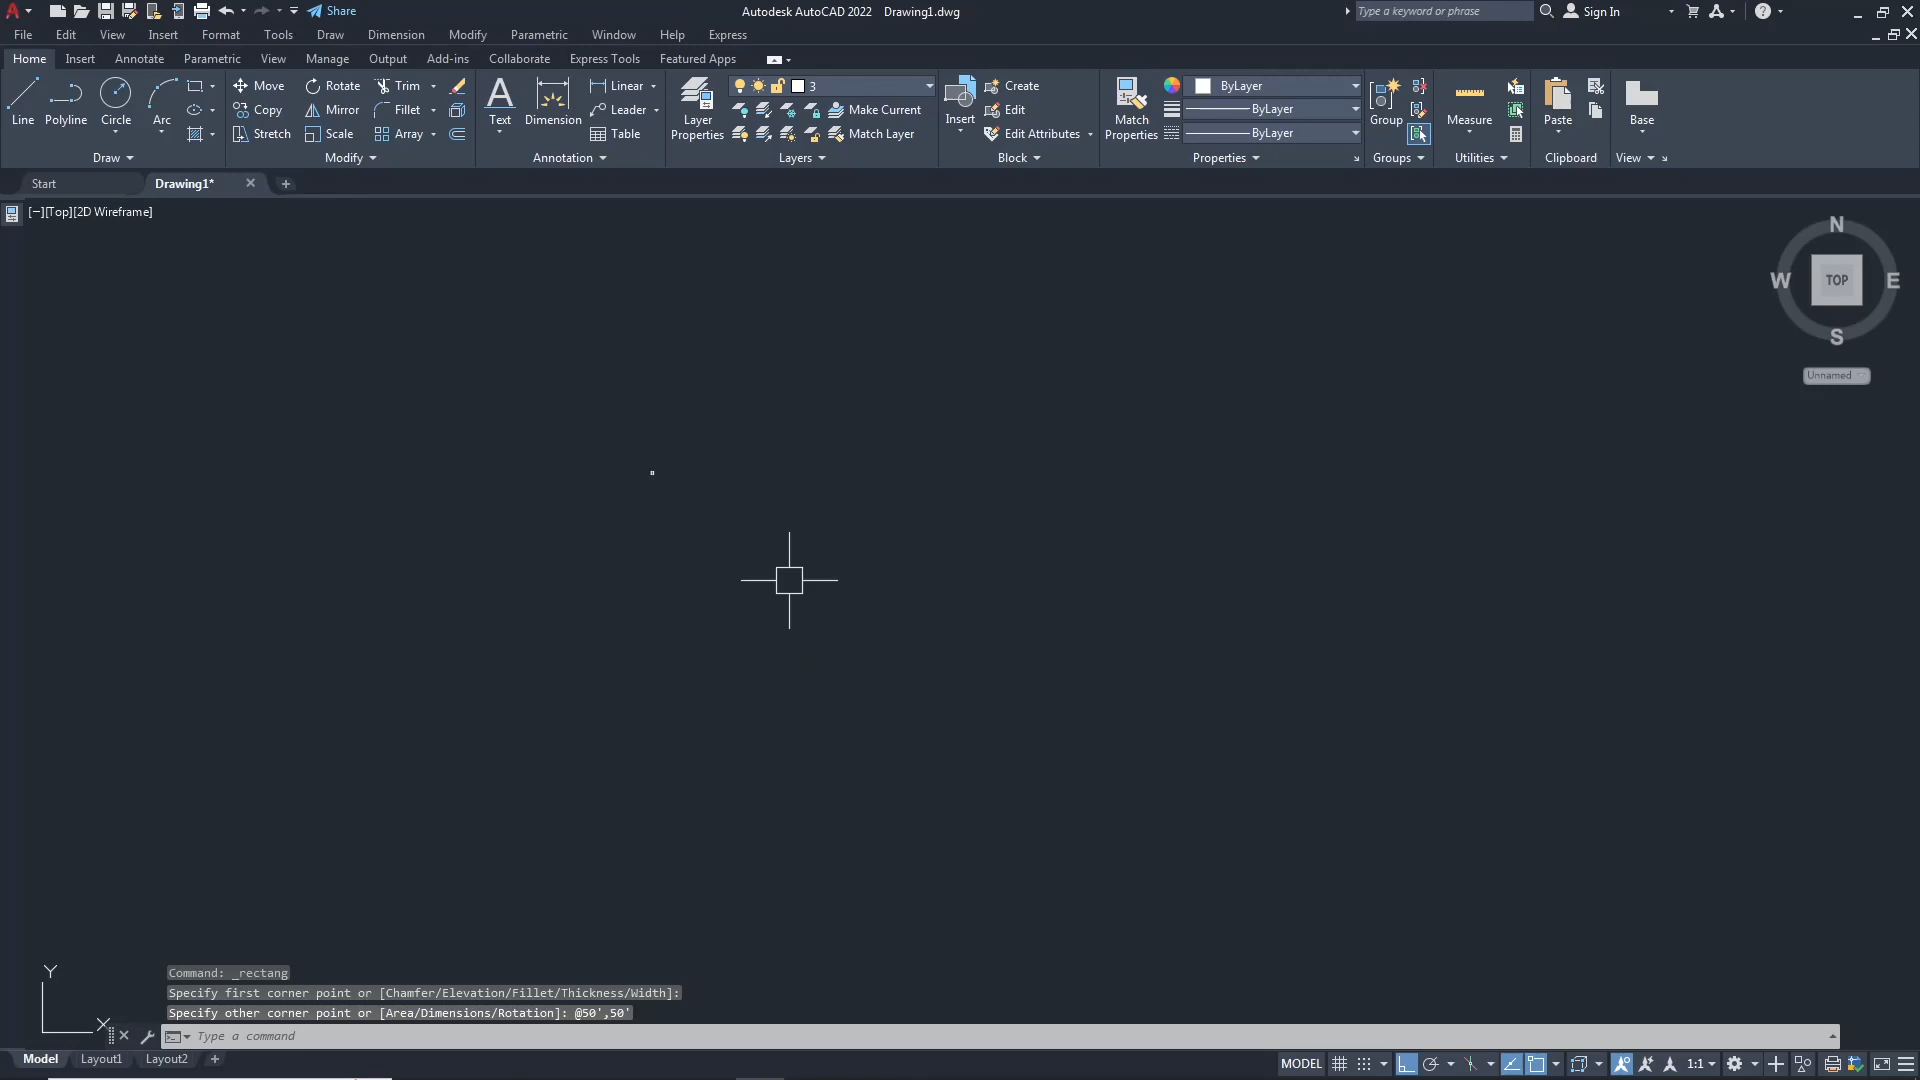 Share
Autodesk AutoCAD 2022 Drawing1.dwg
Type a keyword or phrase
Sign In
File Edit View Insert Format Tools Draw Dimension Modify Parametric Window Help Express
Home Insert Annotate Parametric View Manage Output Add-ins Collaborate Express Tools Featured Apps
Line Polyline Circle Arc
Move Rotate Trim
Copy Mirror Fillet
Stretch Scale Array
Text Dimension
Linear
Leader
Table
Layer Properties
3
Make Current
Match Layer
Insert
Create
Edit
Edit Attributes
Match Properties
ByLayer
ByLayer
ByLayer
Group
Measure
Paste
Base
Draw Modify Annotation Layers Block Properties Groups Utilities Clipboard View
Start Drawing1*
[−][Top][2D Wireframe]
N
W TOP E
S
Unnamed
Y
X
Command: _rectang
Specify first corner point or [Chamfer/Elevation/Fillet/Thickness/Width]:
Specify other corner point or [Area/Dimensions/Rotation]: @50',50'
Type a command
Model Layout1 Layout2
MODEL 1:1